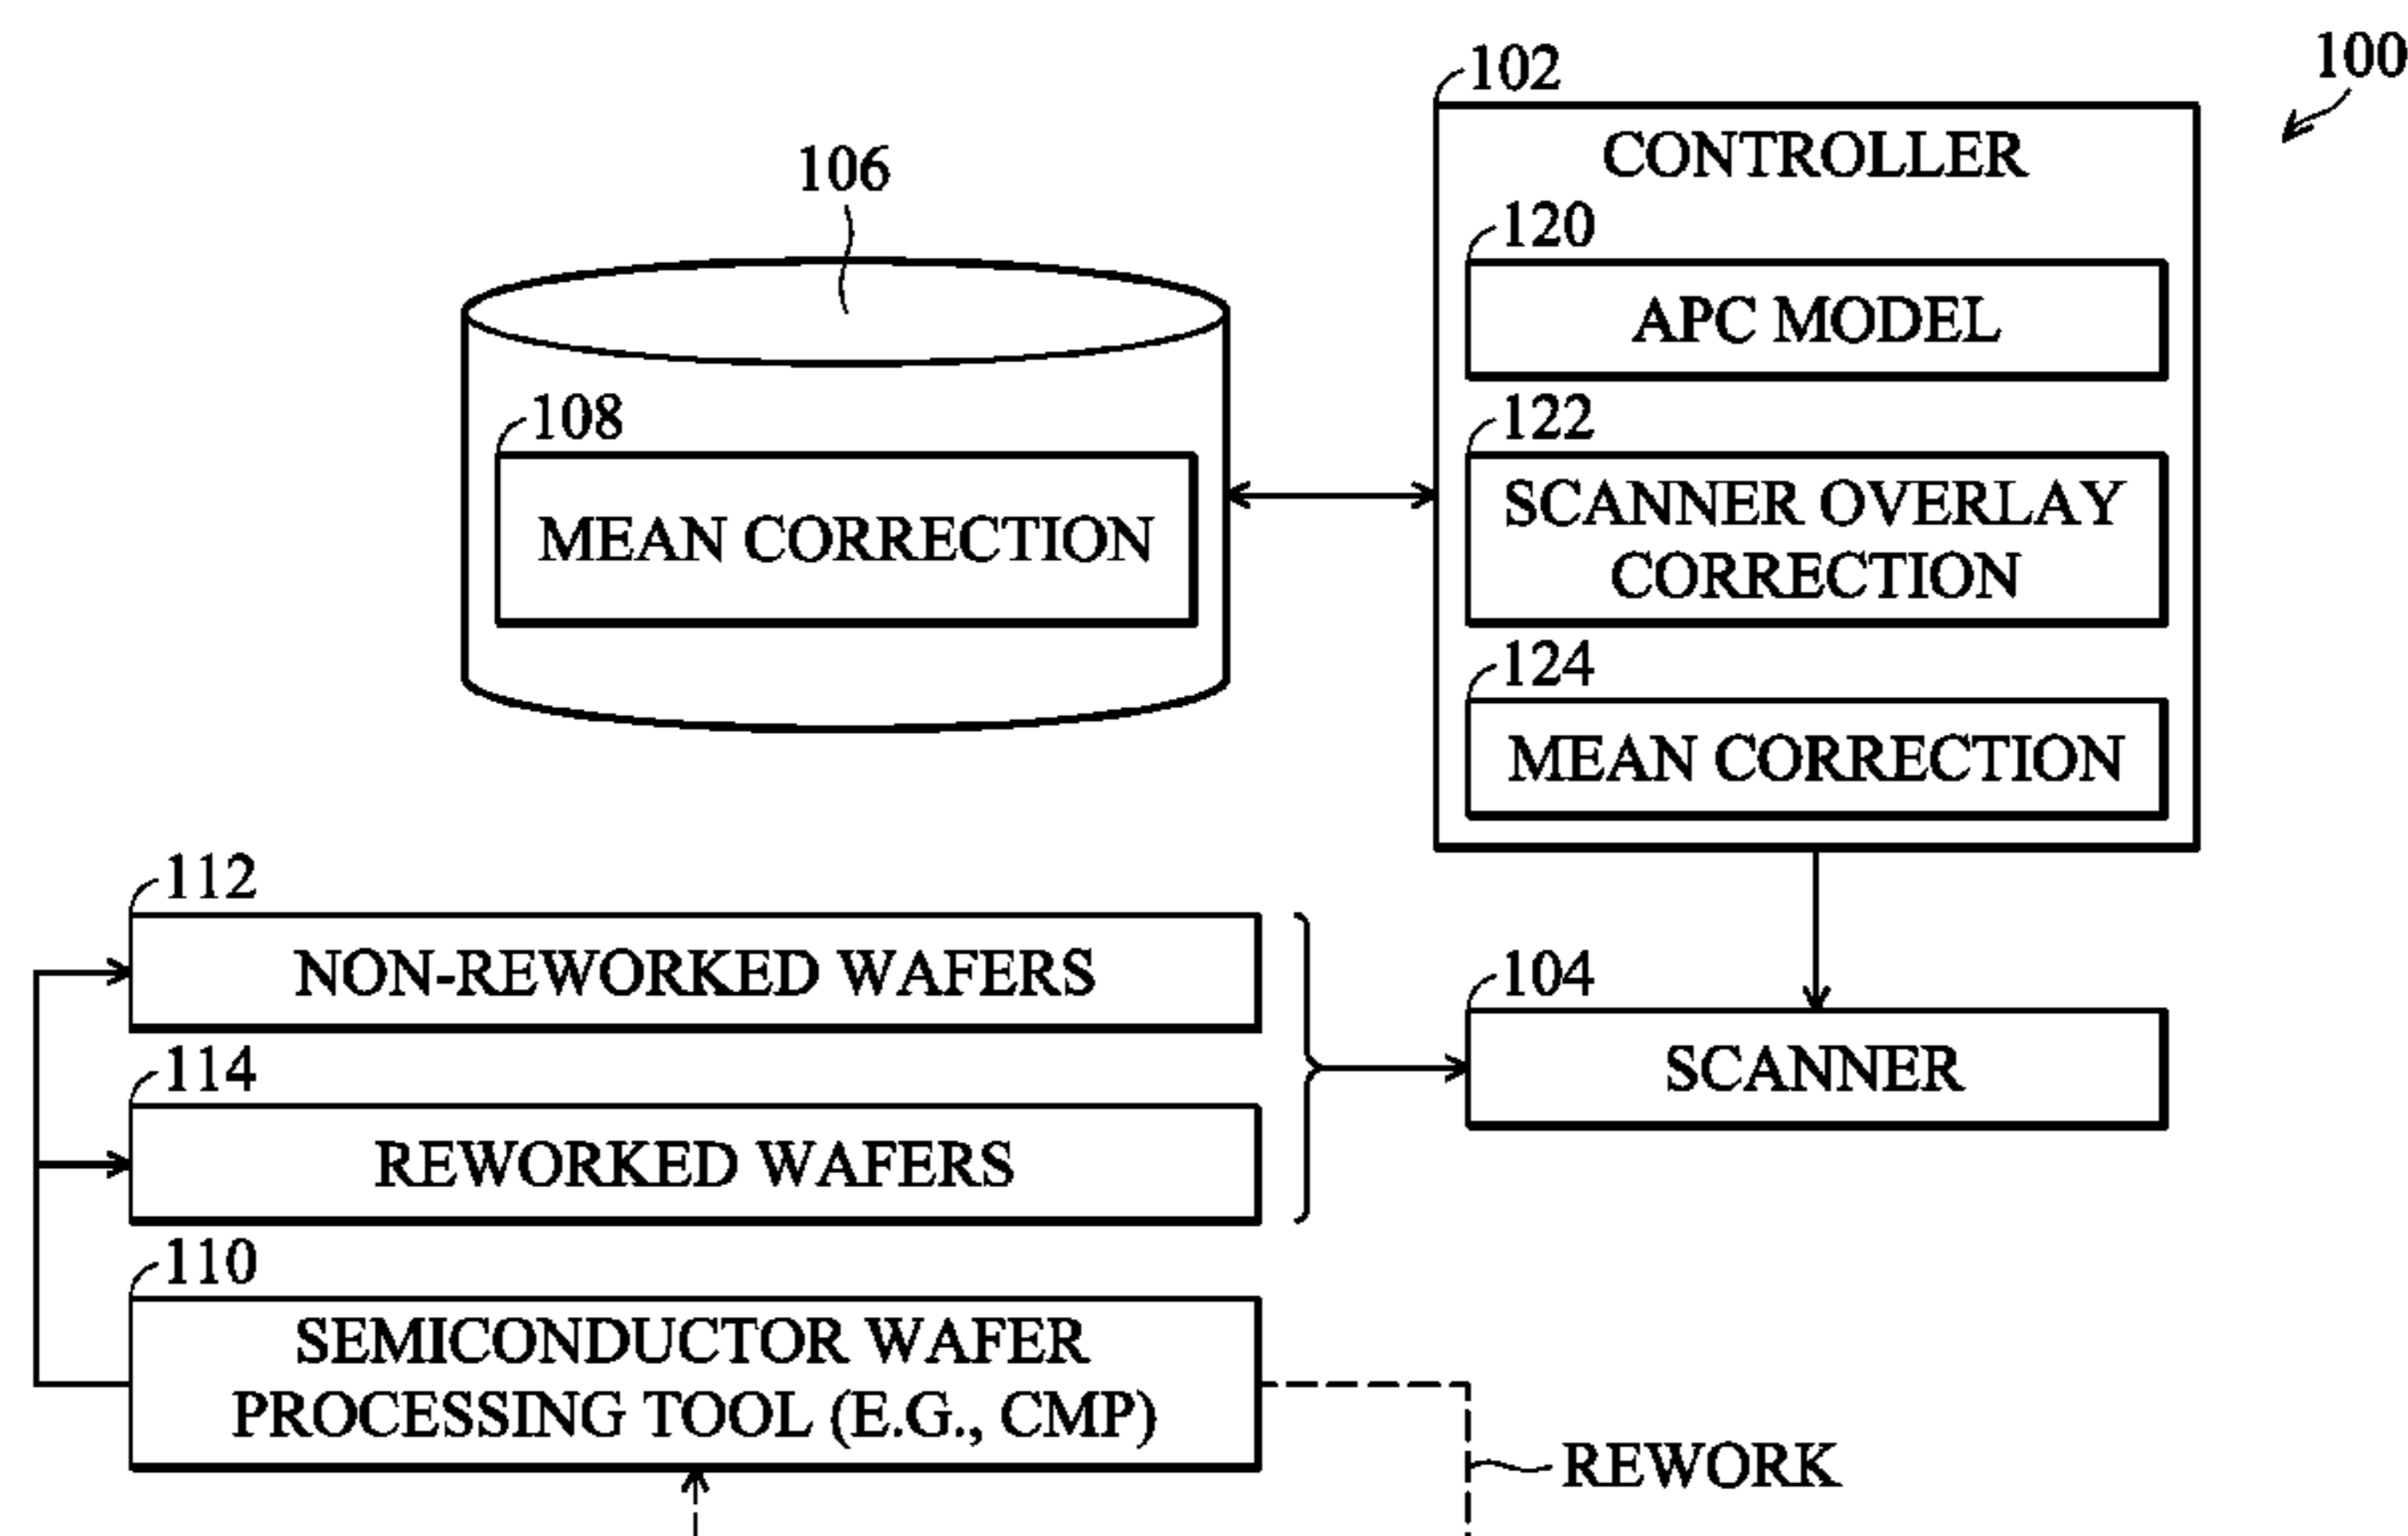 100
102
CONTROLLER
106
120
APC MODEL
108
MEAN CORRECTION
122
SCANNER OVERLAY
CORRECTION
124
MEAN CORRECTION
112
NON-REWORKED WAFERS
104
SCANNER
114
REWORKED WAFERS
110
SEMICONDUCTOR WAFER
PROCESSING TOOL (E.G., CMP)
REWORK